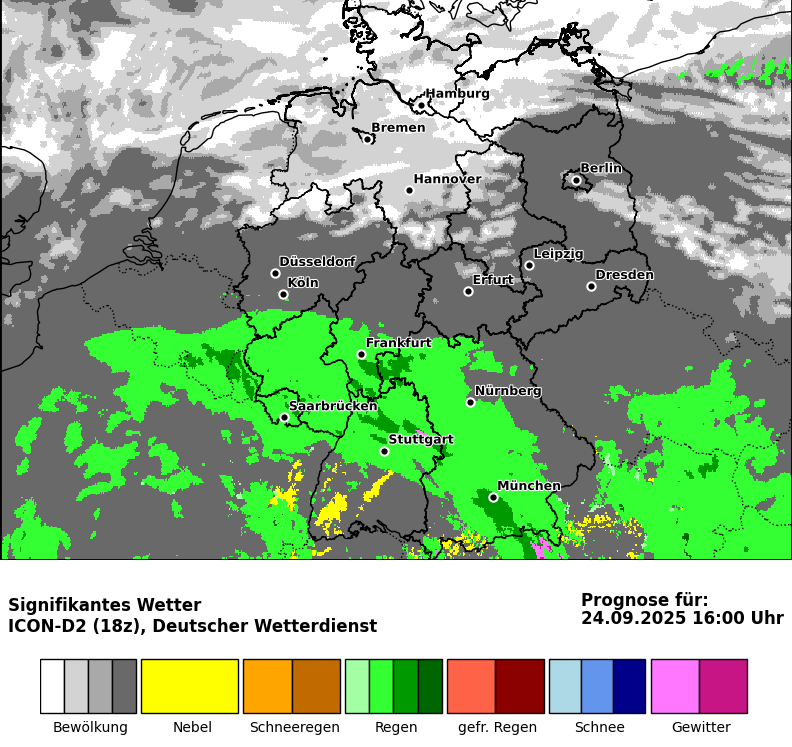 Hamburg
Bremen
Berlin
Hannover
Düsseldorf
Leipzig
Köln
Erfurt
Dresden
Frankfurt
Nürnberg
Saarbrücken
Stuttgart
München
Signifikantes Wetter
ICON-D2 (18z), Deutscher Wetterdienst
Prognose für:
24.09.2025 16:00 Uhr
Bewölkung
Nebel
Schneeregen
Regen
gefr. Regen
Schnee
Gewitter